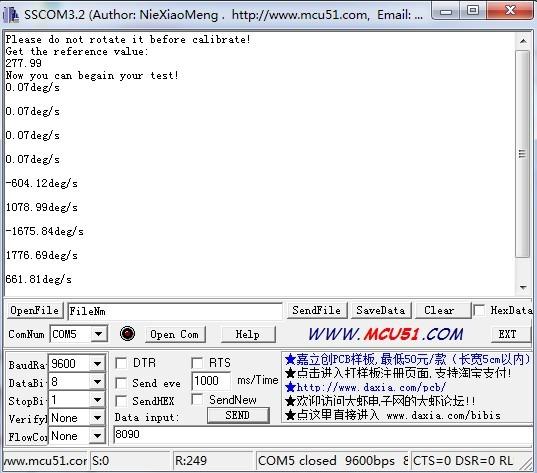 SSCOM3.2 (Author: NieXiaoMeng . http://www.mcu51.com, Email:
Please do not rotate it before calibrate!
Get the reference value:
277.99
Now you can begain your test!
0.07deg/s
0.07deg/s
0.07deg/s
0.07deg/s
-604.12deg/s
1078.99deg/s
-1675.84deg/s
1776.69deg/s
661.81deg/s
OpenFile FileNm SendFile SaveData Clear HexData
ComNum COM5 Open Com Help WWW.MCU51.COM EXT
BaudRa 9600 DTR RTS
DataBi 8 Send eve 1000 ms/Time
StopBi 1 SendHEX SendNew
Verify None Data input: SEND
FlowCon None 8090
★嘉立创PCB样板,最低50元/款(长宽5cm以内)
★点击进入打样板注册页面,支持淘宝支付!
★http://www.daxia.com/pcb/
★欢迎访问大虾电子网的大虾论坛!!
★点这里直接进入 www.daxia.com/bibis
www.mcu51.cor S:0 R:249 COM5 closed 9600bps 8 CTS=0 DSR=0 RL